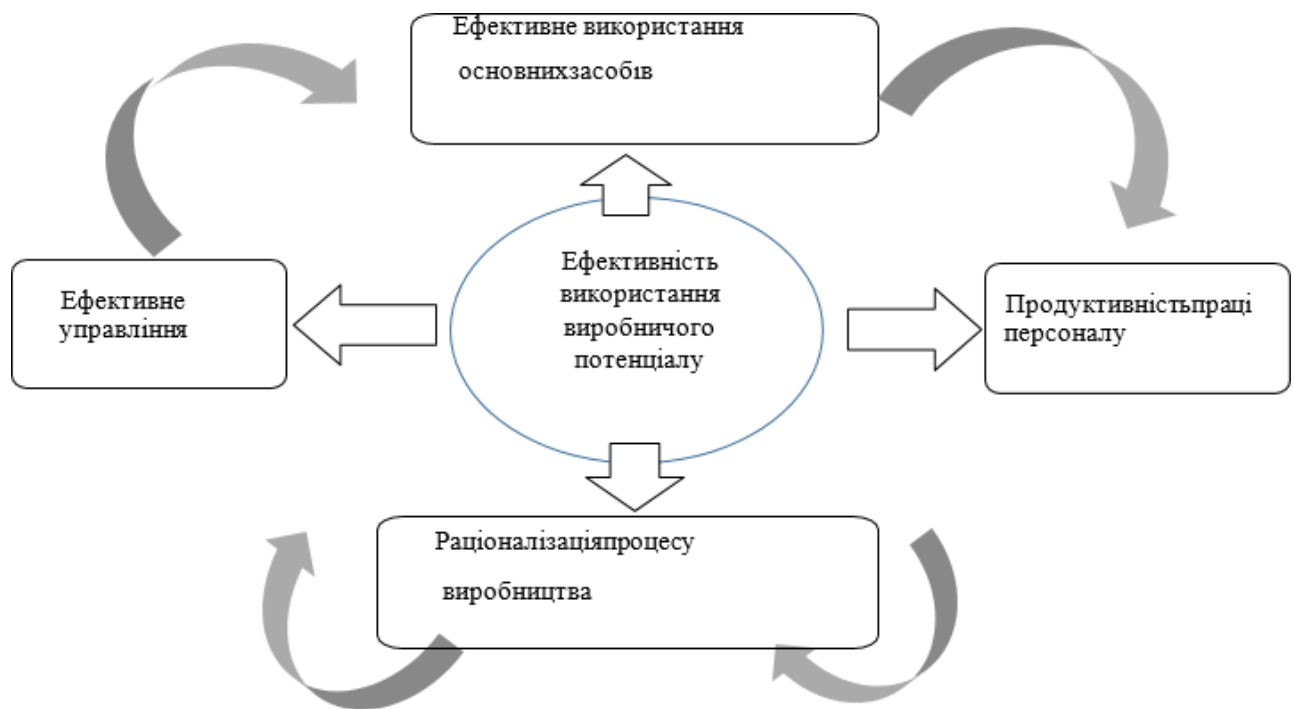 Ефективне використання
основнихзасобів
Ефективність
використання
виробничого
потенціалу
Ефективне
управління
Продуктивністьпраці
персоналу
Раціоналізаціяпроцесу
виробництва